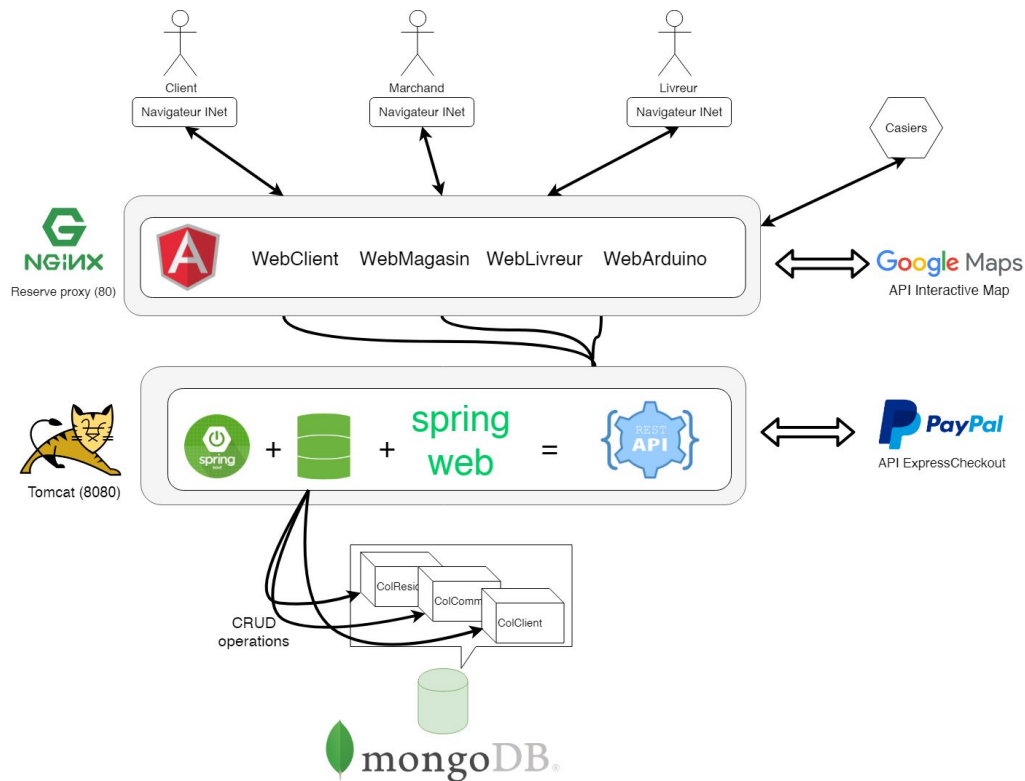 Client
Marchand
Livreur
Navigateur INet
Navigateur INet
Navigateur INet
Casiers
NGiNX
Reserve proxy (80)
WebClient
WebMagasin
WebLivreur
WebArduino
Google Maps
API Interactive Map
Tomcat (8080)
spring
+
+
spring
web
=
{REST
API}
PayPal
API ExpressCheckout
ColResid
ColComm
ColClient
CRUD
operations
mongoDB®